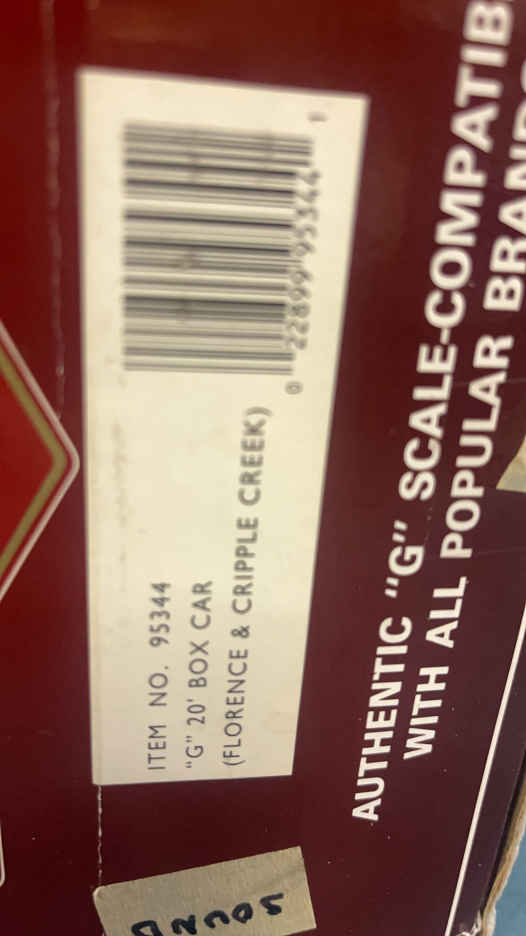 ITEM NO. 95344
"G" 20' BOX CAR
(FLORENCE & CRIPPLE CREEK)
0 22899 95344 1
AUTHENTIC "G" SCALE-COMPATIB
WITH ALL POPULAR BRAND
SOUND